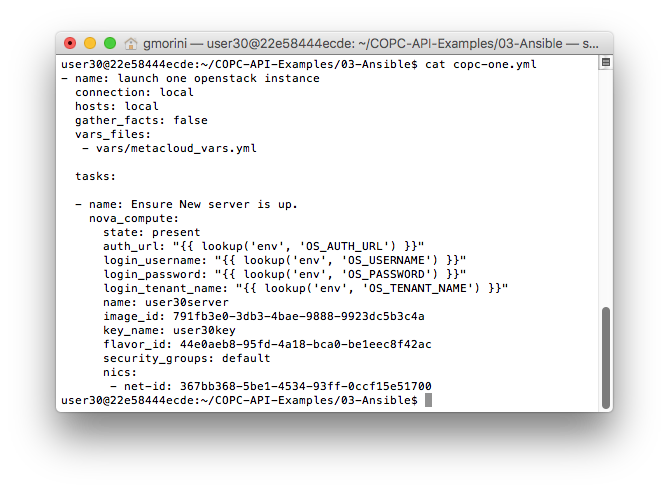 gmorini — user30@22e58444ecde: ~/COPC-API-Examples/03-Ansible — s...
user30@22e58444ecde:~/COPC-API-Examples/03-Ansible$ cat copc-one.yml
- name: launch one openstack instance
  connection: local
  hosts: local
  gather_facts: false
  vars_files:
   - vars/metacloud_vars.yml

  tasks:

  - name: Ensure New server is up.
    nova_compute:
      state: present
      auth_url: "{{ lookup('env', 'OS_AUTH_URL') }}"
      login_username: "{{ lookup('env', 'OS_USERNAME') }}"
      login_password: "{{ lookup('env', 'OS_PASSWORD') }}"
      login_tenant_name: "{{ lookup('env', 'OS_TENANT_NAME') }}"
      name: user30server
      image_id: 791fb3e0-3db3-4bae-9888-9923dc5b3c4a
      key_name: user30key
      flavor_id: 44e0aeb8-95fd-4a18-bca0-be1eec8f42ac
      security_groups: default
      nics:
       - net-id: 367bb368-5be1-4534-93ff-0ccf15e51700
user30@22e58444ecde:~/COPC-API-Examples/03-Ansible$